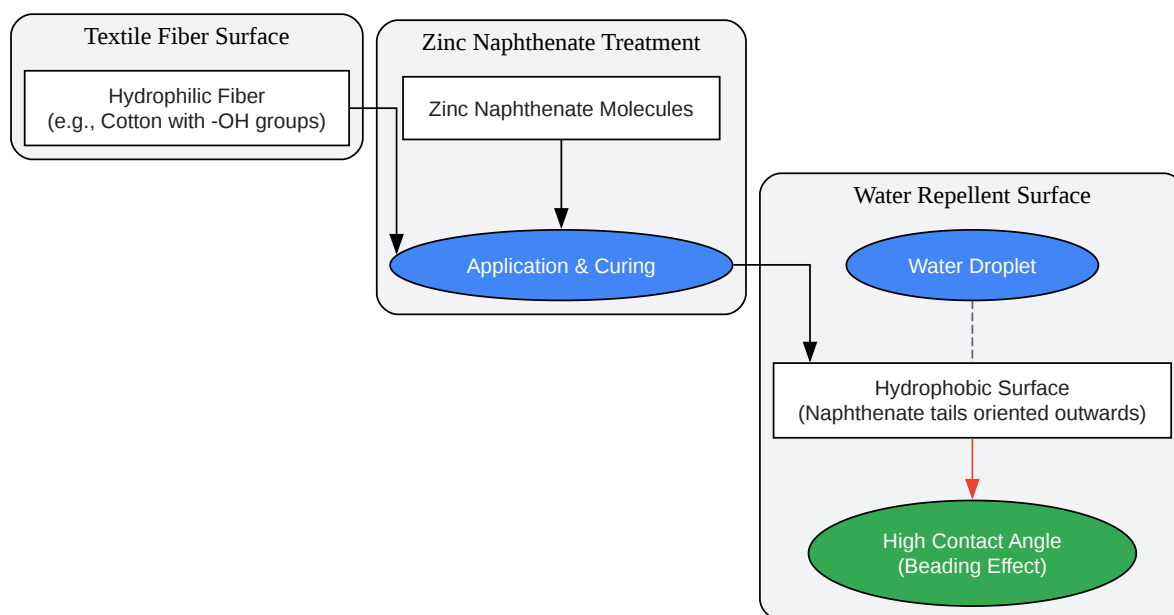 Textile Fiber Surface
Hydrophilic Fiber
(e.g., Cotton with -OH groups)
Zinc Naphthenate Treatment
Zinc Naphthenate Molecules
Application & Curing
Water Repellent Surface
Water Droplet
Hydrophobic Surface
(Naphthenate tails oriented outwards)
High Contact Angle
(Beading Effect)